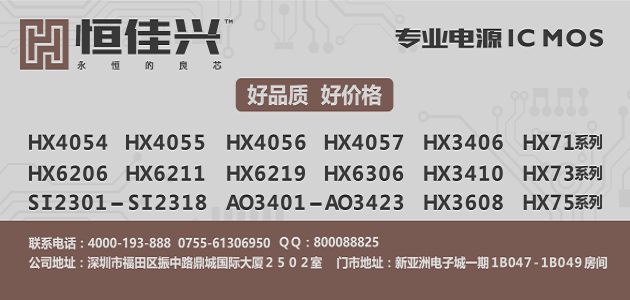 恒佳兴™
永恒的良芯
专业电源IC MOS
好品质 好价格
HX4054 HX4055 HX4056 HX4057 HX3406 HX71系列
HX6206 HX6211 HX6219 HX6306 HX3410 HX73系列
SI2301-SI2318 AO3401-AO3423 HX3608 HX75系列
联系电话：4000-193-888 0755-61306950 QQ：800088825
公司地址：深圳市福田区振中路鼎城国际大厦2502室 门市地址：新亚洲电子城一期1B047-1B049房间